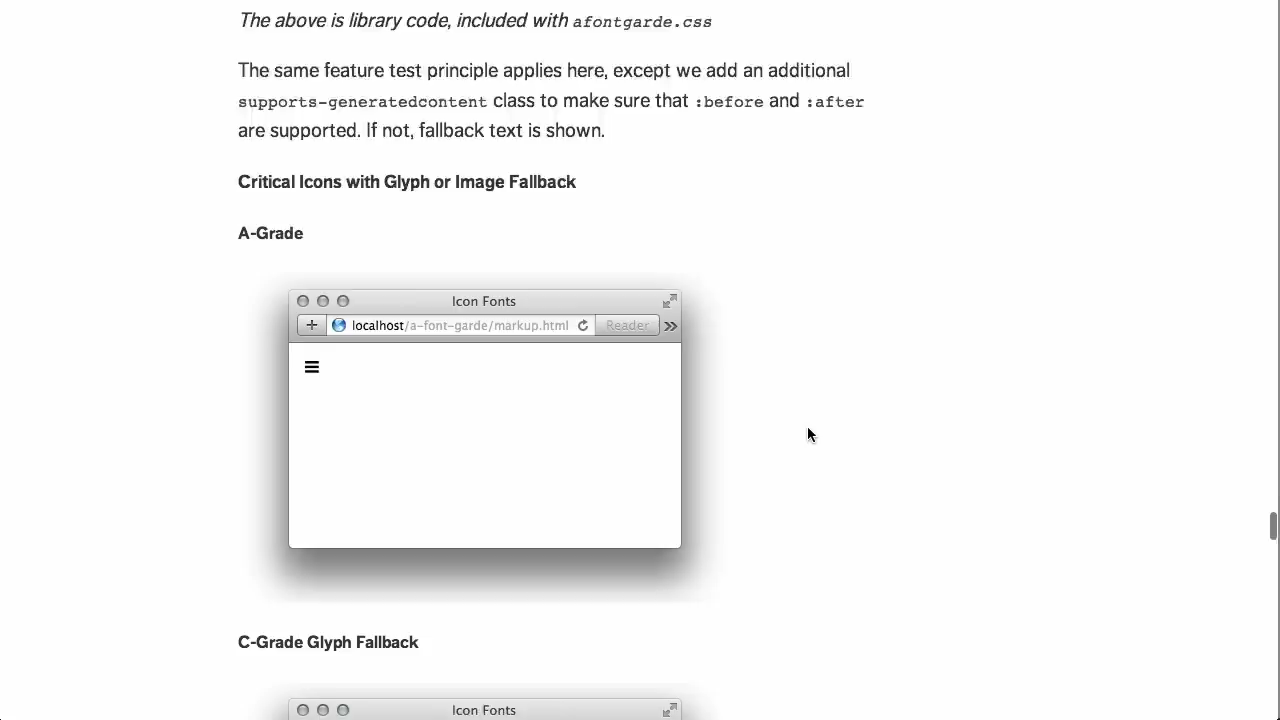 The above is library code, included with afontgarde.css
The same feature test principle applies here, except we add an additional
supports-generatedcontent class to make sure that :before and :after
are supported. If not, fallback text is shown.
Critical Icons with Glyph or Image Fallback
A-Grade
Icon Fonts
localhost/a-font-garde/markup.html Reader
C-Grade Glyph Fallback
Icon Fonts